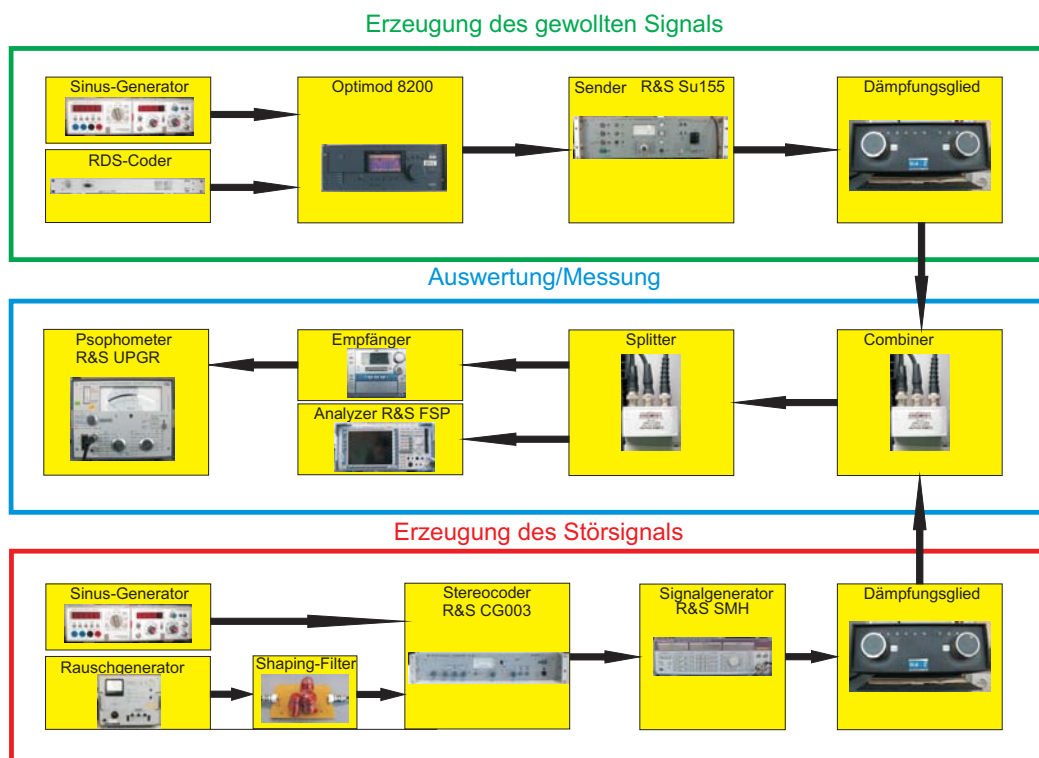 Erzeugung des gewollten Signals
Sinus-Generator
RDS-Coder
Optimod 8200
Sender R&S Su155
Dämpfungsglied
Auswertung/Messung
Psophometer
R&S UPGR
Empfänger
Analyzer R&S FSP
Splitter
Combiner
Erzeugung des Störsignals
Sinus-Generator
Rauschgenerator
Shaping-Filter
Stereocoder
R&S CG003
Signalgenerator
R&S SMH
Dämpfungsglied